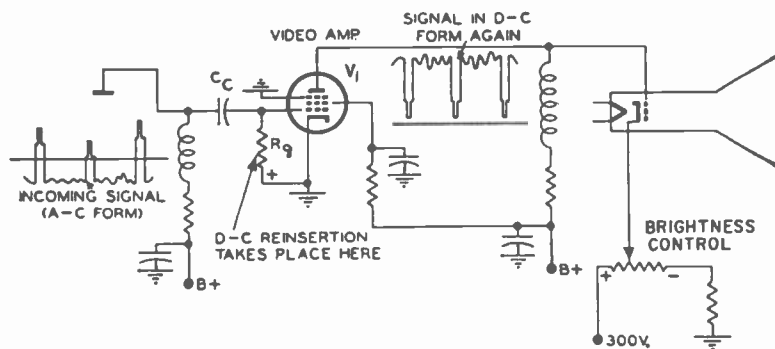 VIDEO AMP.
SIGNAL IN D-C
FORM AGAIN
CC
V1
Rg
+
INCOMING SIGNAL
(A-C FORM)
D-C REINSERTION
TAKES PLACE HERE
B+
B+
BRIGHTNESS
CONTROL
+ -
300V.